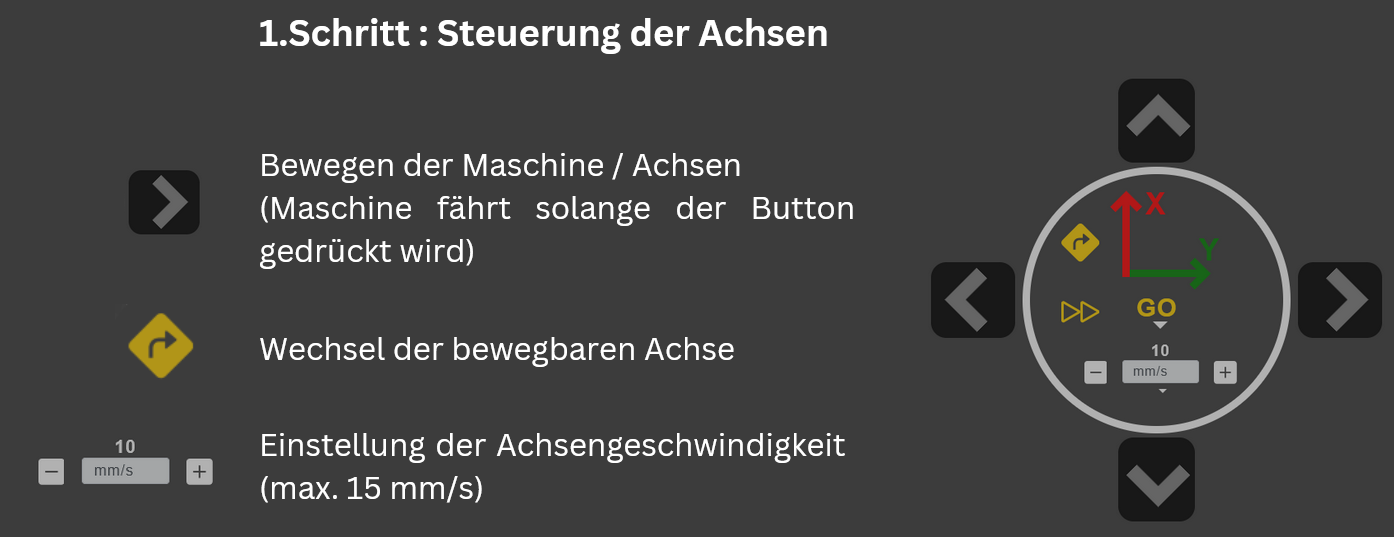 1.Schritt : Steuerung der Achsen
Bewegen der Maschine / Achsen
(Maschine fährt solange der Button
gedrückt wird)
Wechsel der bewegbaren Achse
10
mm/s
Einstellung der Achsengeschwindigkeit
(max. 15 mm/s)
X
Y
GO
10
mm/s